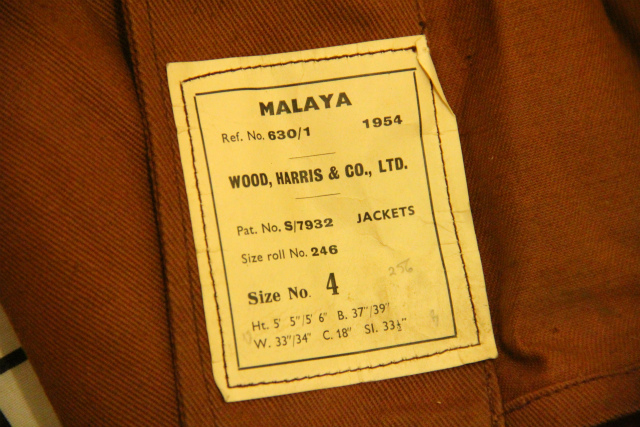 MALAYA
Ref. No. 630/1 1954
WOOD, HARRIS & CO., LTD.
Pat. No. S/7932 JACKETS
Size roll No. 246
256
Size No. 4
Ht. 5' 5"/5' 6" B. 37"/39"
W. 33"/34" C. 18" Sl. 33½"